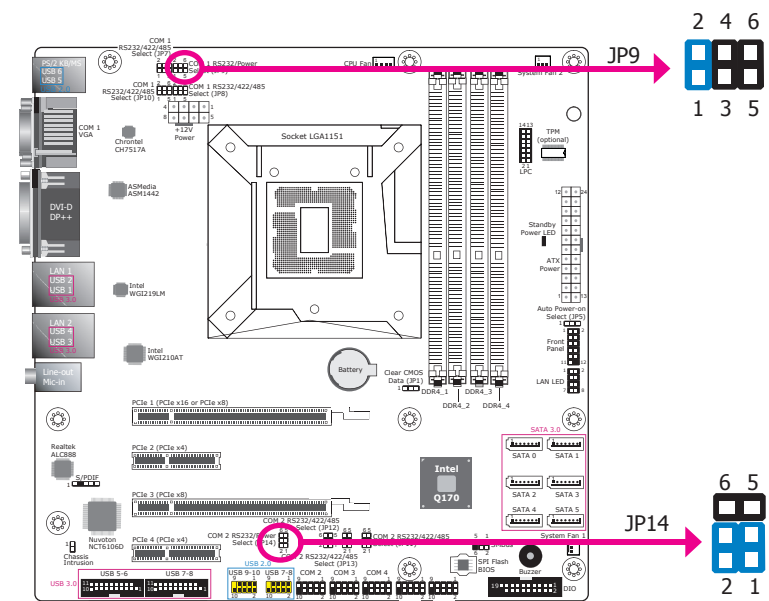 COM 1
RS232/422/485
Select (JP7)
COM 1 RS232/Power
CPU Fan
System Fan 2
JP9
2 4 6
1 3 5
PS/2 KB/MS
USB 6
USB 5
COM 1
RS232/422/485
Select (JP10)
COM 1 RS232/422/485
Select (JP8)
+12V
Power
COM 1
VGA
Chrontel
CH7517A
Socket LGA1151
14 13
2 1
LPC
TPM
(optional)
ASMedia
ASM1442
DVI-D
DP++
12 24
Standby
Power LED
ATX
Power
1 13
LAN 1
USB 2
USB 1
USB 3.0
Intel
WGI219LM
Auto Power-on
Select (JP5)
Front
Panel
LAN 2
USB 4
USB 3
USB 3.0
Intel
WGI210AT
Battery
Clear CMOS
Data (JP1)
LAN LED
Line-out
Mic-in
DDR4_1
DDR4_2
DDR4_3
DDR4_4
PCIe 1 (PCIe x16 or PCIe x8)
PCIe 2 (PCIe x4)
PCIe 3 (PCIe x8)
PCIe 4 (PCIe x4)
SATA 3.0
SATA 0 SATA 1
SATA 2 SATA 3
SATA 4 SATA 5
Realtek
ALC888
S/PDIF
Intel
Q170
Nuvoton
NCT6106D
Chassis
Intrusion
COM 2 RS232/422/485
Select (JP12)
COM 2 RS232/Power
Select (JP14)
COM 2 RS232/422/485
Select (JP13)
System Fan 1
SPI Flash
BIOS
Buzzer
DIO
JP14
6 5
2 1
USB 3.0
USB 5-6
USB 7-8
USB 2.0
USB 9-10 USB 7-8 COM 2 COM 3 COM 4